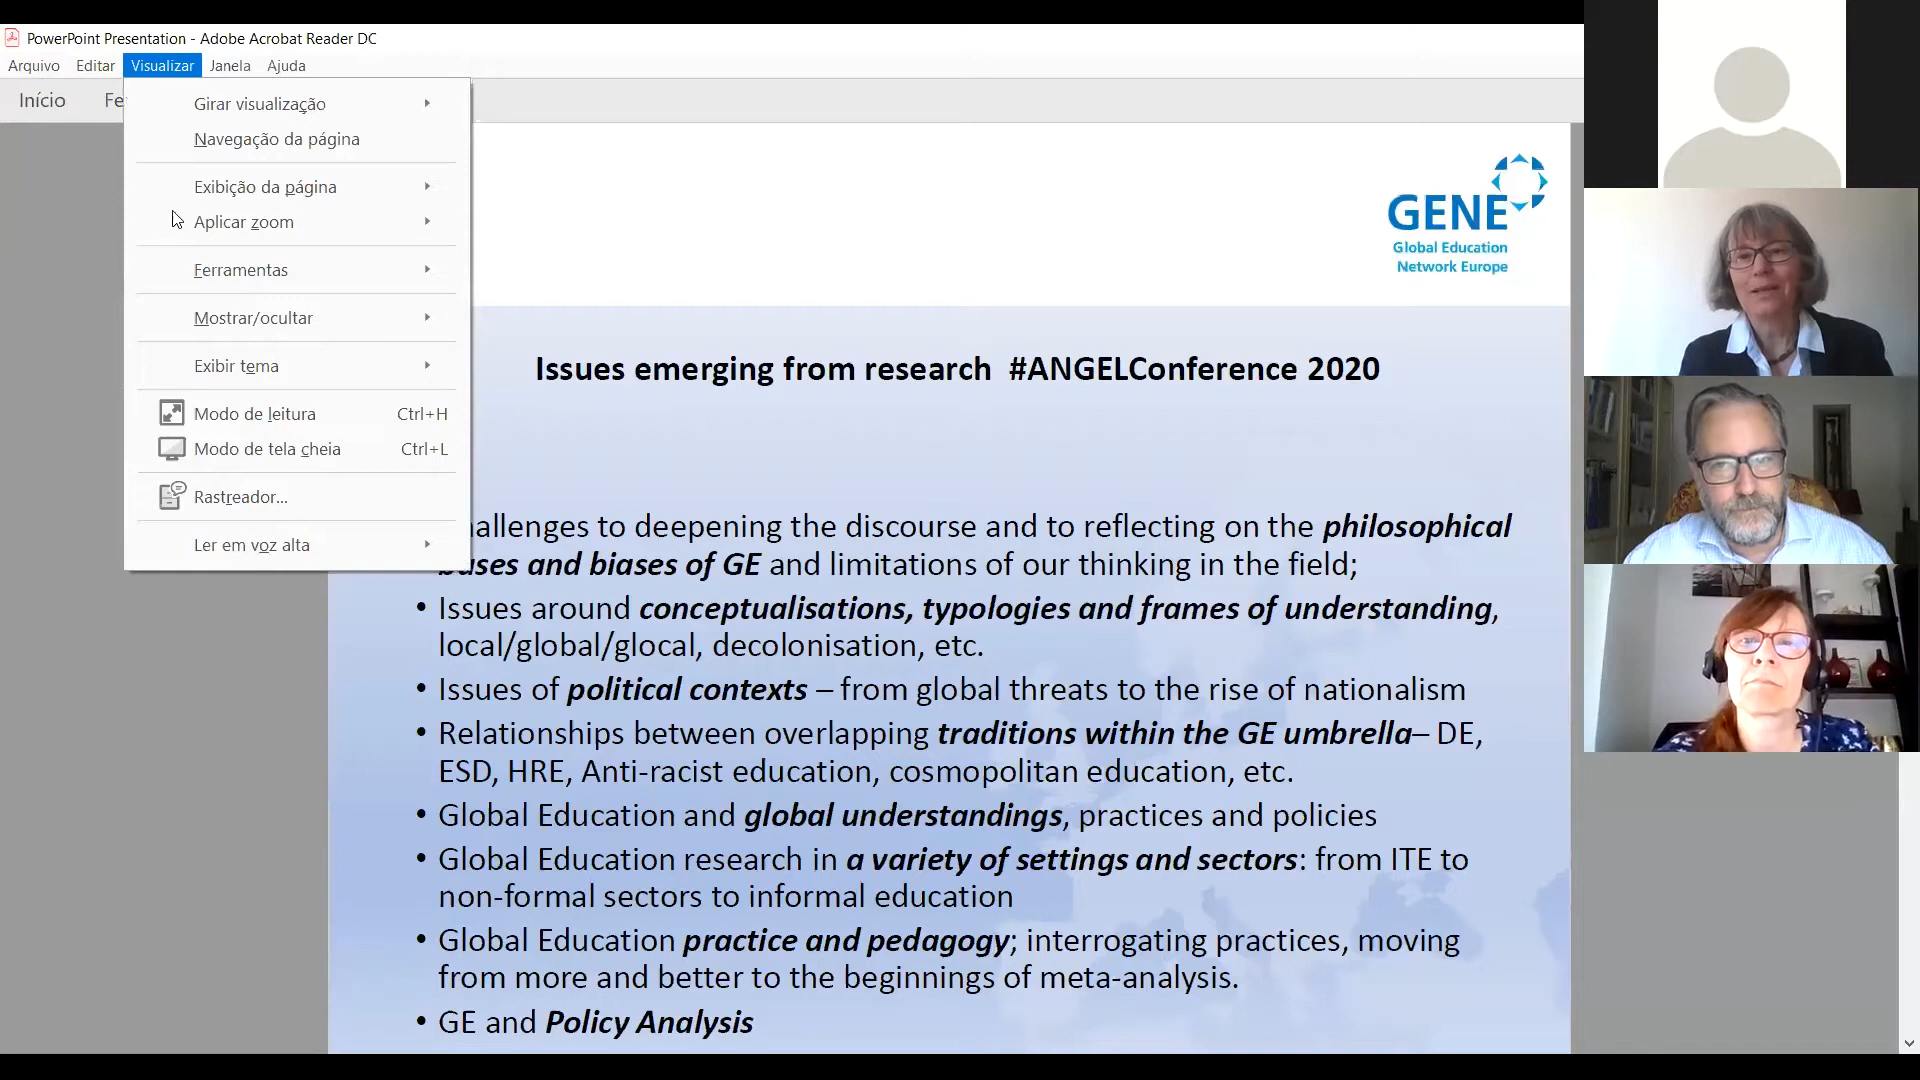 PowerPoint Presentation - Adobe Acrobat Reader DC
Arquivo Editar Visualizar Janela Ajuda
Início Fe
Girar visualização
Navegação da página
Exibição da página
Aplicar zoom
Ferramentas
Mostrar/ocultar
Exibir tema
Modo de leitura Ctrl+H
Modo de tela cheia Ctrl+L
Rastreador...
Ler em voz alta
GENE
Global Education
Network Europe
Issues emerging from research #ANGELConference 2020
hallenges to deepening the discourse and to reflecting on the philosophical
bases and biases of GE and limitations of our thinking in the field;
• Issues around conceptualisations, typologies and frames of understanding,
local/global/glocal, decolonisation, etc.
• Issues of political contexts – from global threats to the rise of nationalism
• Relationships between overlapping traditions within the GE umbrella– DE,
ESD, HRE, Anti-racist education, cosmopolitan education, etc.
• Global Education and global understandings, practices and policies
• Global Education research in a variety of settings and sectors: from ITE to
non-formal sectors to informal education
• Global Education practice and pedagogy; interrogating practices, moving
from more and better to the beginnings of meta-analysis.
• GE and Policy Analysis